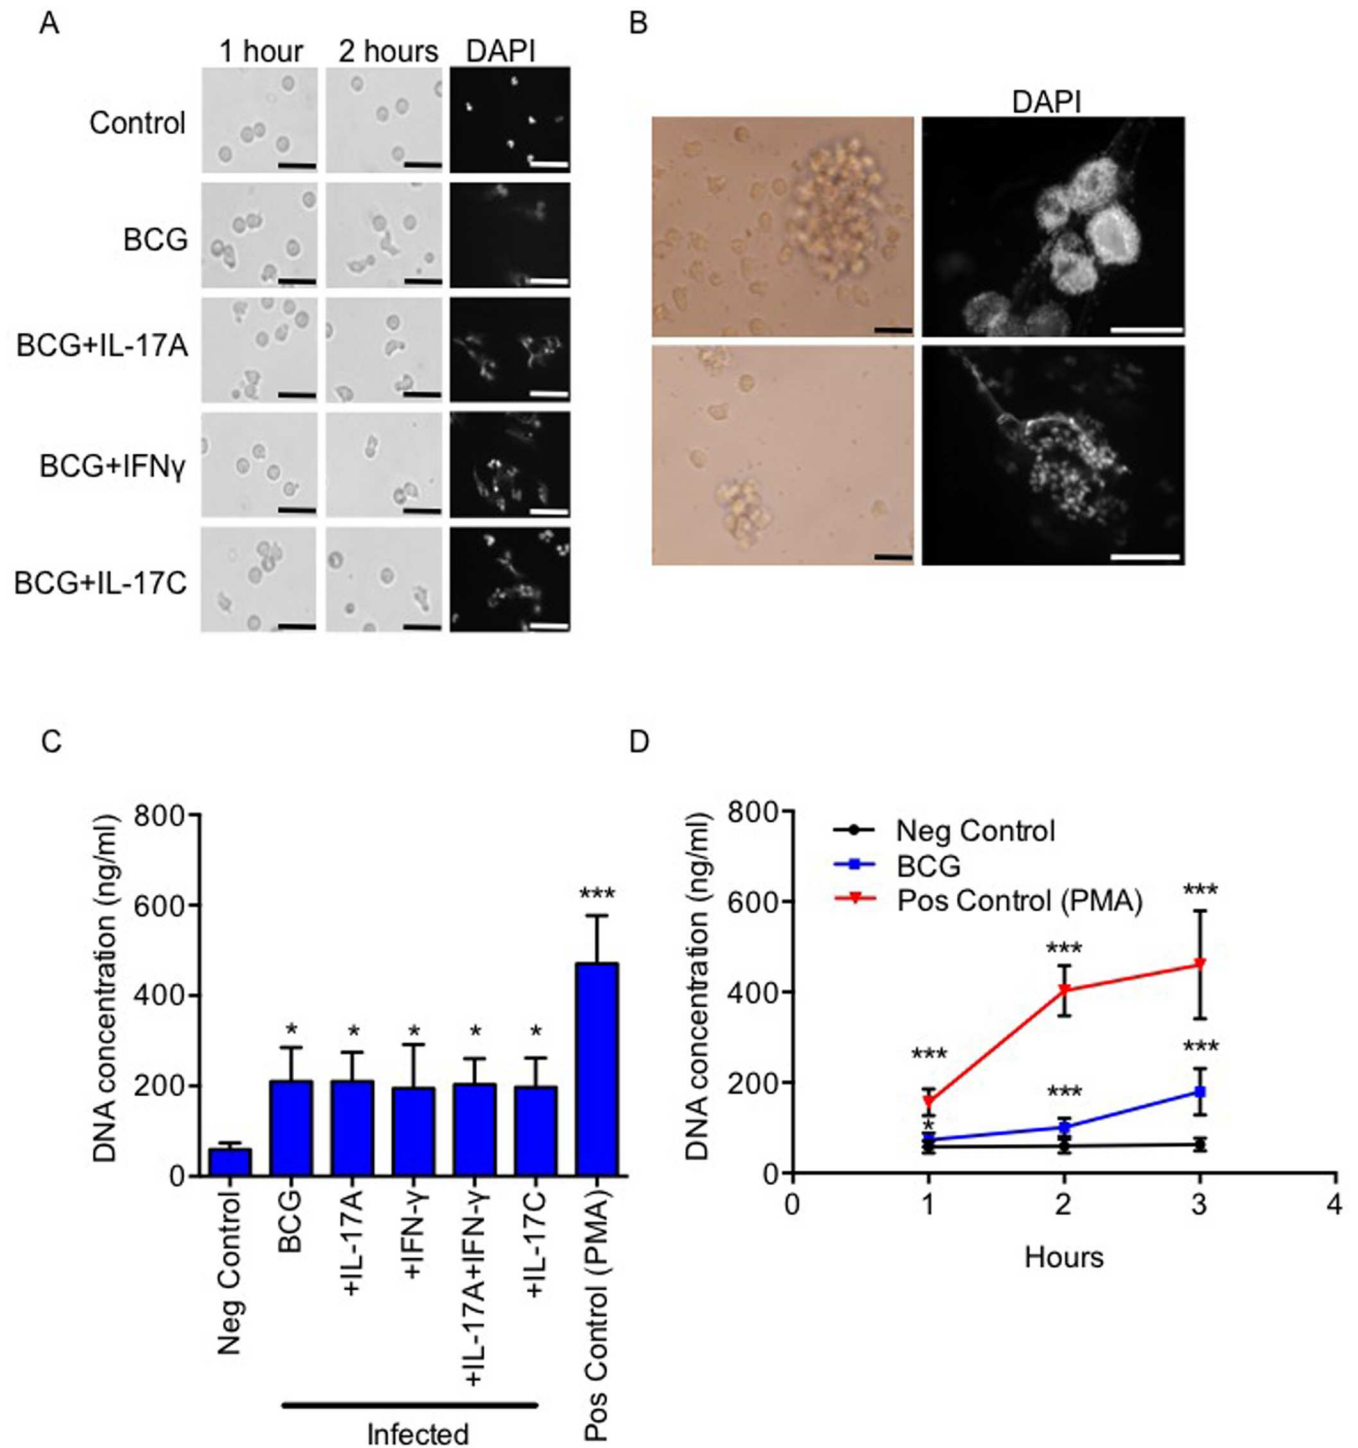 A
1 hour 2 hours DAPI
Control
BCG
BCG+IL-17A
BCG+IFNγ
BCG+IL-17C
B
DAPI
C
DNA concentration (ng/ml)
800
600
400
200
0
*
*
*
*
*
***
Neg Control
BCG
+IL-17A
+IFN-γ
+IL-17A+IFN-γ
+IL-17C
Pos Control (PMA)
Infected
D
DNA concentration (ng/ml)
800
600
400
200
0
Neg Control
BCG
Pos Control (PMA)
***
*
***
***
***
***
0 1 2 3 4
Hours